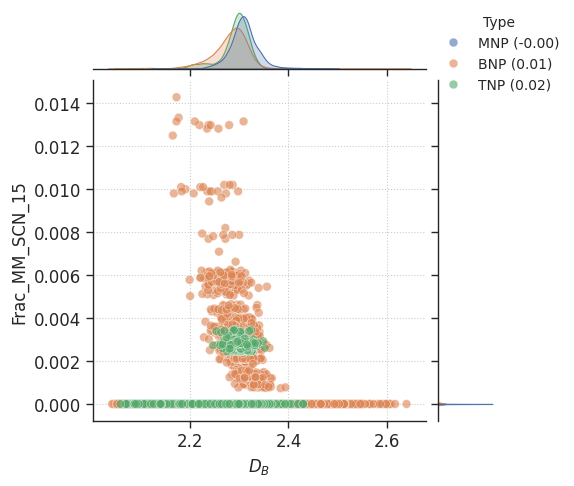 Type
MNP (-0.00)
BNP (0.01)
TNP (0.02)
0.014
0.012
0.010
0.008
0.006
0.004
0.002
0.000
Frac_MM_SCN_15
2.2 2.4 2.6
D_B